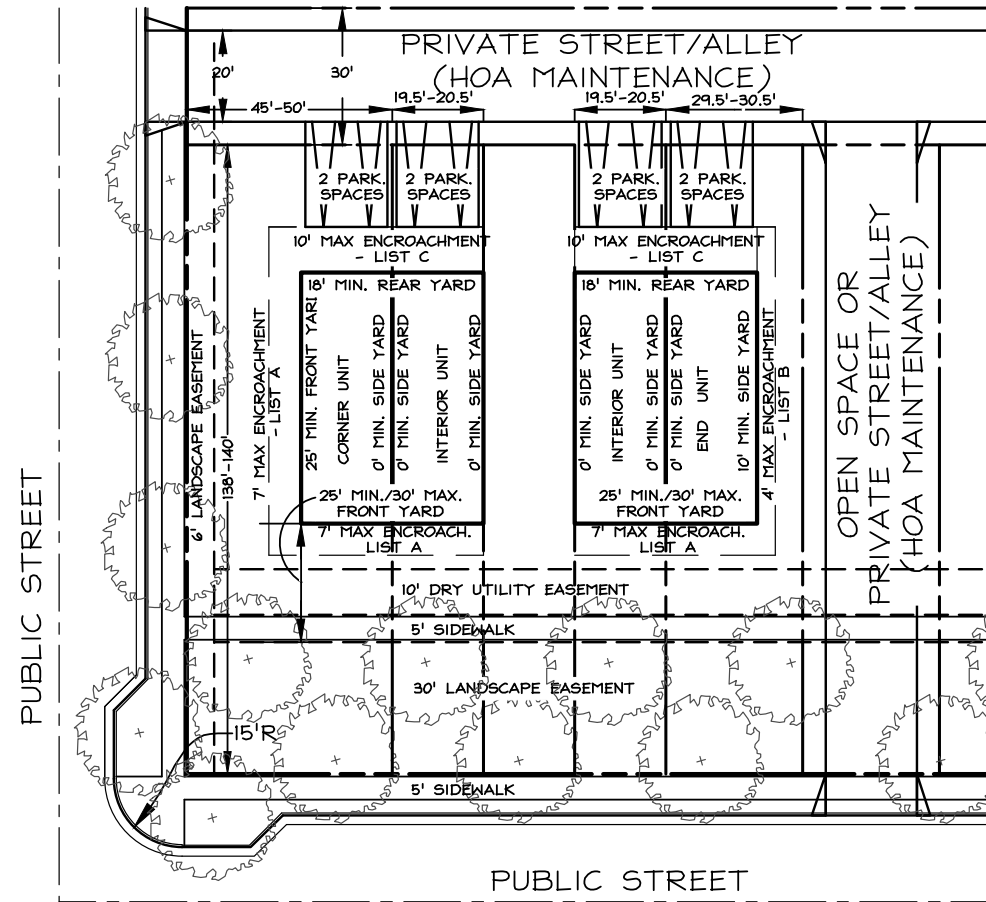 PRIVATE STREET/ALLEY
(HOA MAINTENANCE)
20'
30'
45'-50'
19.5'-20.5'
19.5'-20.5'
29.5'-30.5'
2 PARK.
SPACES
2 PARK.
SPACES
2 PARK.
SPACES
2 PARK.
SPACES
10' MAX ENCROACHMENT
- LIST C
10' MAX ENCROACHMENT
- LIST C
18' MIN. REAR YARD
18' MIN. REAR YARD
6' LANDSCAPE EASEMENT
138'-140'
7' MAX ENCROACHMENT
- LIST A
25' MIN. FRONT YARI
CORNER UNIT
0' MIN. SIDE YARD
0' MIN. SIDE YARD
INTERIOR UNIT
0' MIN. SIDE YARD
0' MIN. SIDE YARD
INTERIOR UNIT
0' MIN. SIDE YARD
0' MIN. SIDE YARD
END UNIT
10' MIN. SIDE YARD
4' MAX ENCROACHMENT
- LIST B
OPEN SPACE OR
PRIVATE STREET/ALLEY
(HOA MAINTENANCE)
25' MIN./30' MAX.
FRONT YARD
25' MIN./30' MAX.
FRONT YARD
7' MAX ENCROACH.
LIST A
7' MAX ENCROACH.
LIST A
10' DRY UTILITY EASEMENT
5' SIDEWALK
30' LANDSCAPE EASEMENT
15'R
5' SIDEWALK
PUBLIC STREET
PUBLIC STREET